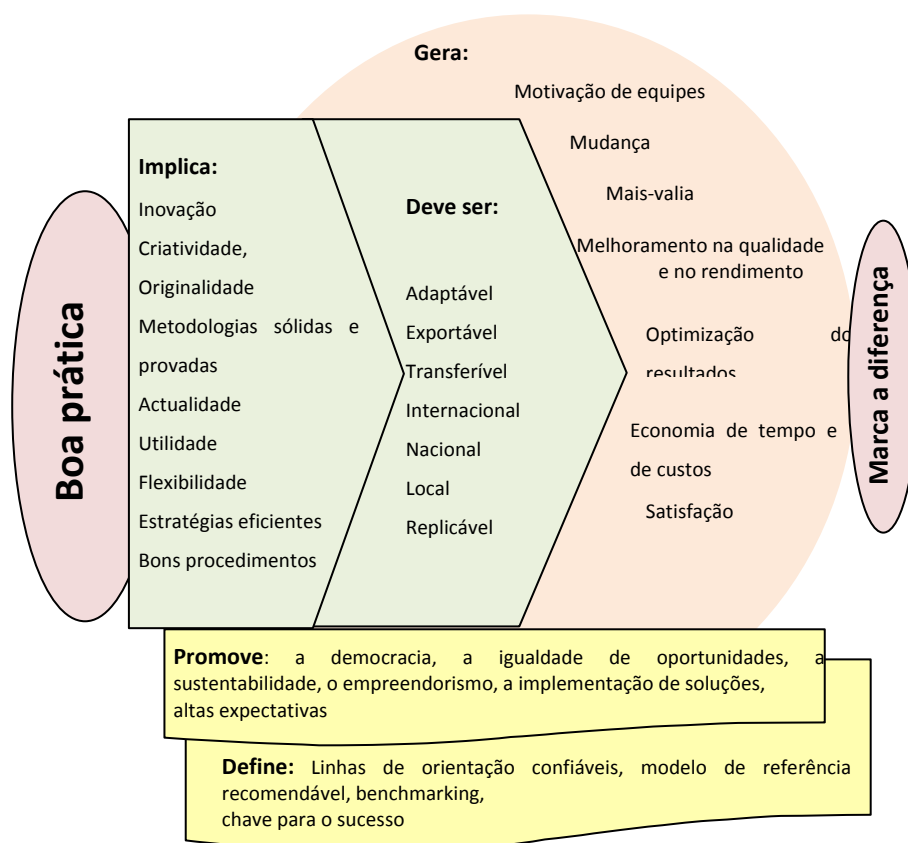 Boa prática
Implica:
Inovação
Criatividade,
Originalidade
Metodologias sólidas e
provadas
Actualidade
Utilidade
Flexibilidade
Estratégias eficientes
Bons procedimentos
Deve ser:
Adaptável
Exportável
Transferível
Internacional
Nacional
Local
Replicável
Gera:
Motivação de equipes
Mudança
Mais-valia
Melhoramento na qualidade
e no rendimento
Optimização do
resultados
Economia de tempo e
de custos
Satisfação
Marca a diferença
Promove: a democracia, a igualdade de oportunidades, a
sustentabilidade, o empreendorismo, a implementação de soluções,
altas expectativas
Define: Linhas de orientação confiáveis, modelo de referência
recomendável, benchmarking,
chave para o sucesso